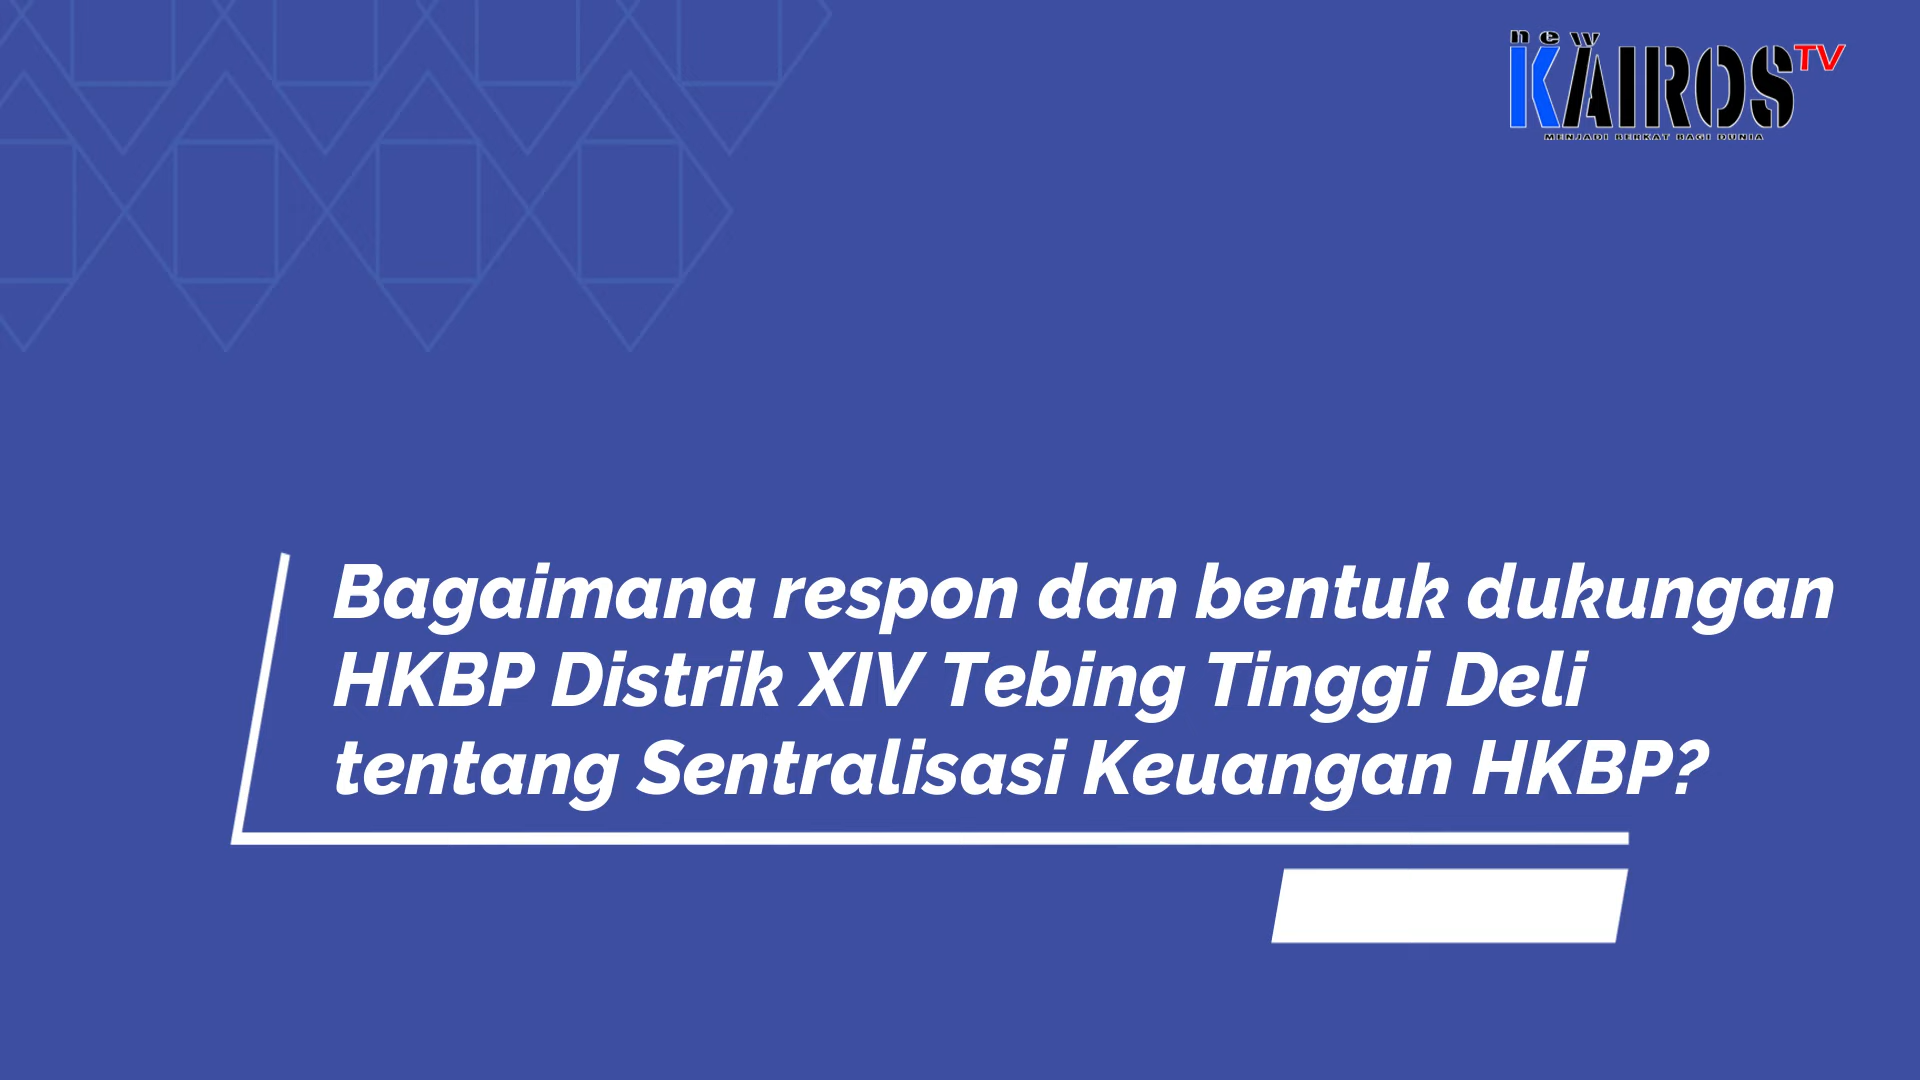 new
KAIROS TV
MENJADI BERKAT BAGI DUNIA
Bagaimana respon dan bentuk dukungan
HKBP Distrik XIV Tebing Tinggi Deli
tentang Sentralisasi Keuangan HKBP?